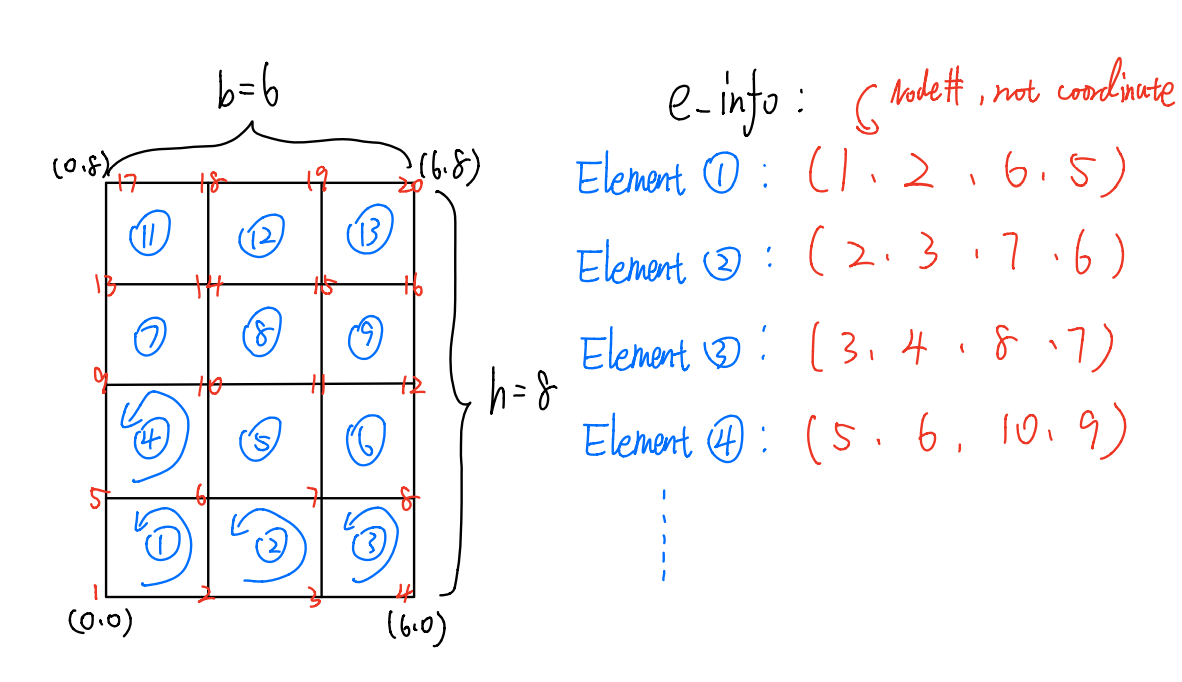 b=6
(0.8) (6.8)
17 18 19 20
11 12 13
13 14 15 16
7 8 9
9 10 11 12
4 5 6
5 6 7 8
1 2 3
1 2 3 4
(0.0) (6.0)
h=8
e_info : Node#, not coordinate
Element ① : (1. 2. 6. 5)
Element ② : (2. 3. 7. 6)
Element ③ : (3. 4. 8. 7)
Element ④ : (5. 6. 10. 9)